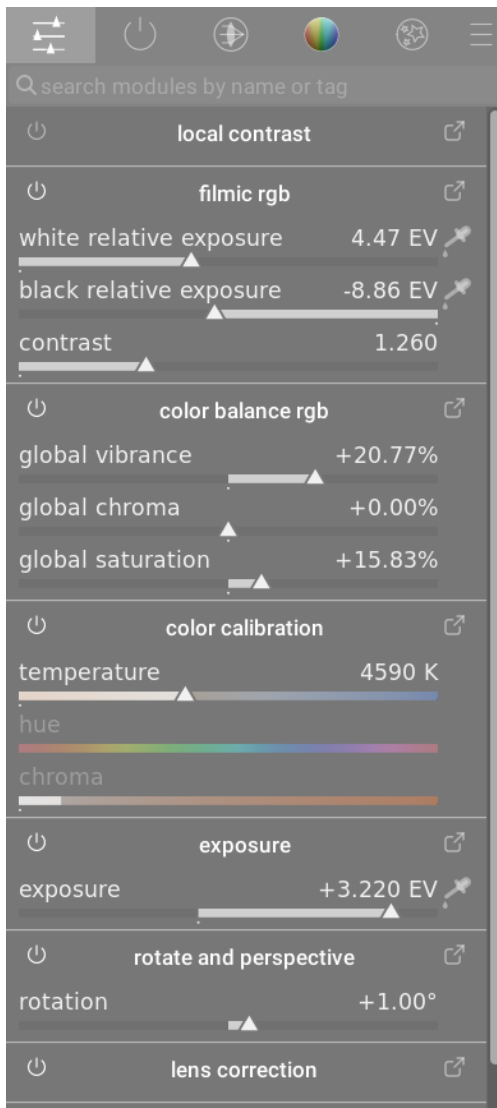 search modules by name or tag
local contrast
filmic rgb
white relative exposure 4.47 EV
black relative exposure -8.86 EV
contrast 1.260
color balance rgb
global vibrance +20.77%
global chroma +0.00%
global saturation +15.83%
color calibration
temperature 4590 K
hue
chroma
exposure
exposure +3.220 EV
rotate and perspective
rotation +1.00°
lens correction